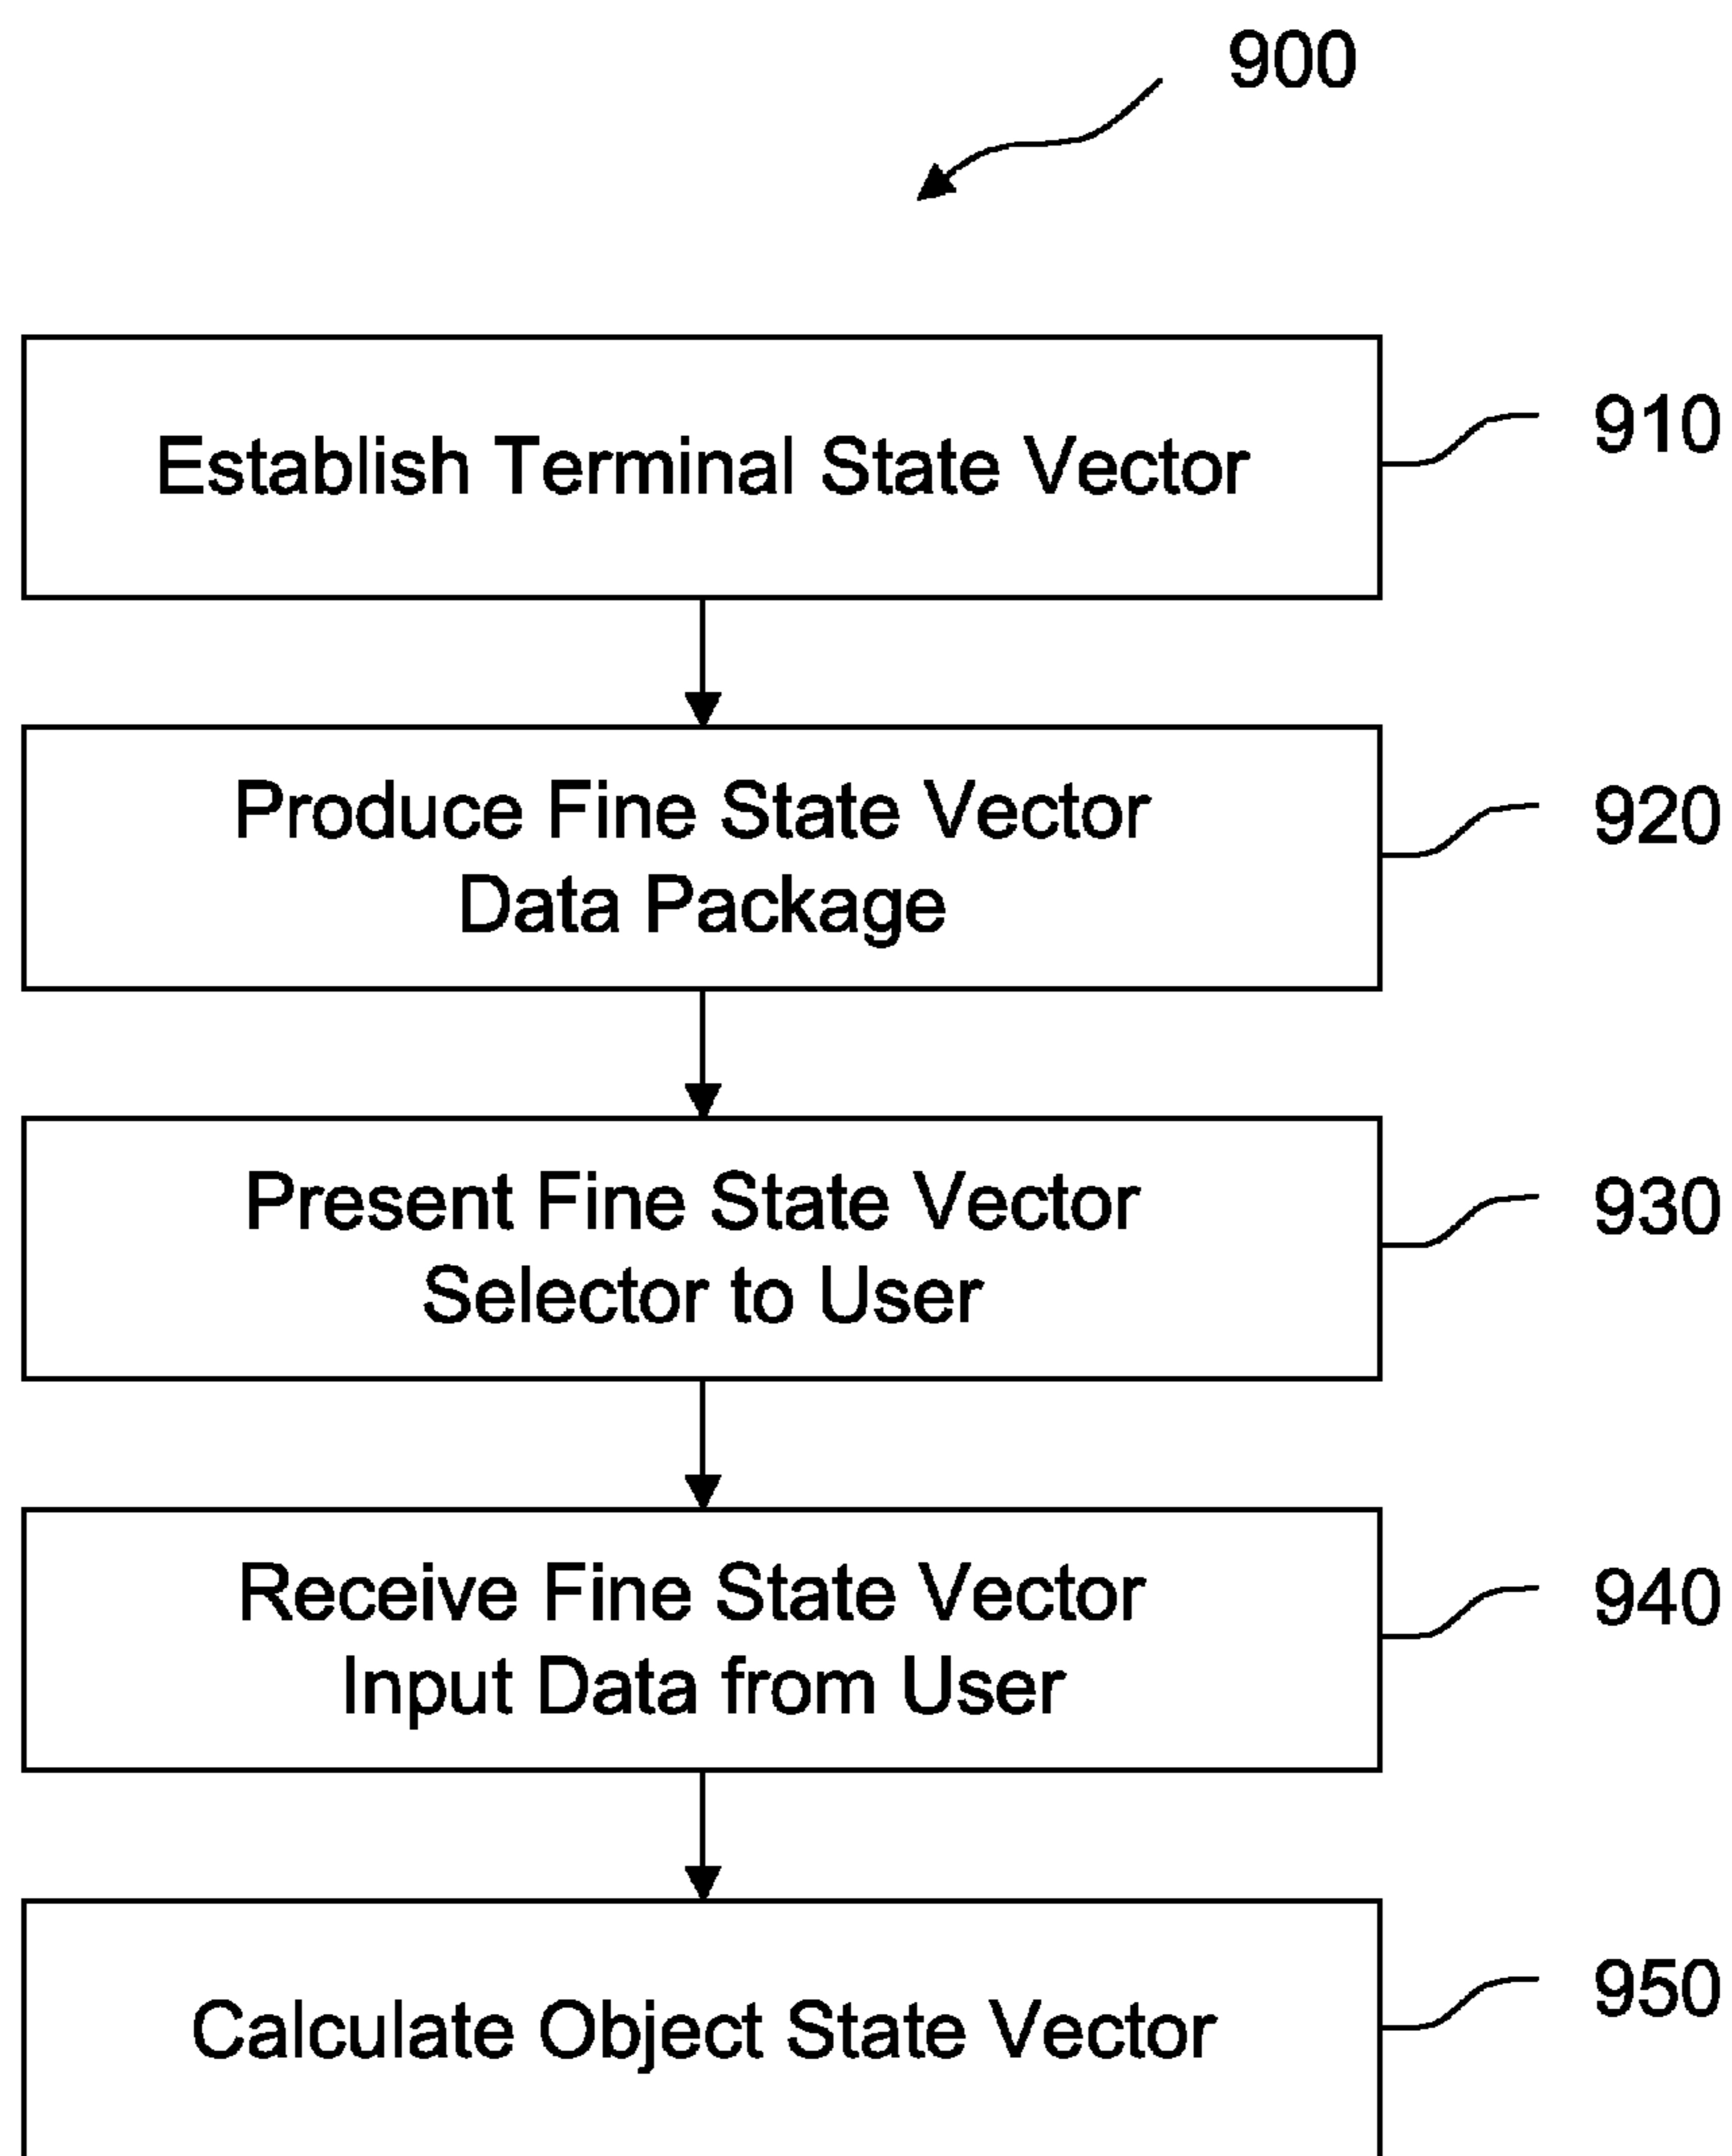 900
Establish Terminal State Vector
910
Produce Fine State Vector
Data Package
920
Present Fine State Vector
Selector to User
930
Receive Fine State Vector
Input Data from User
940
Calculate Object State Vector
950